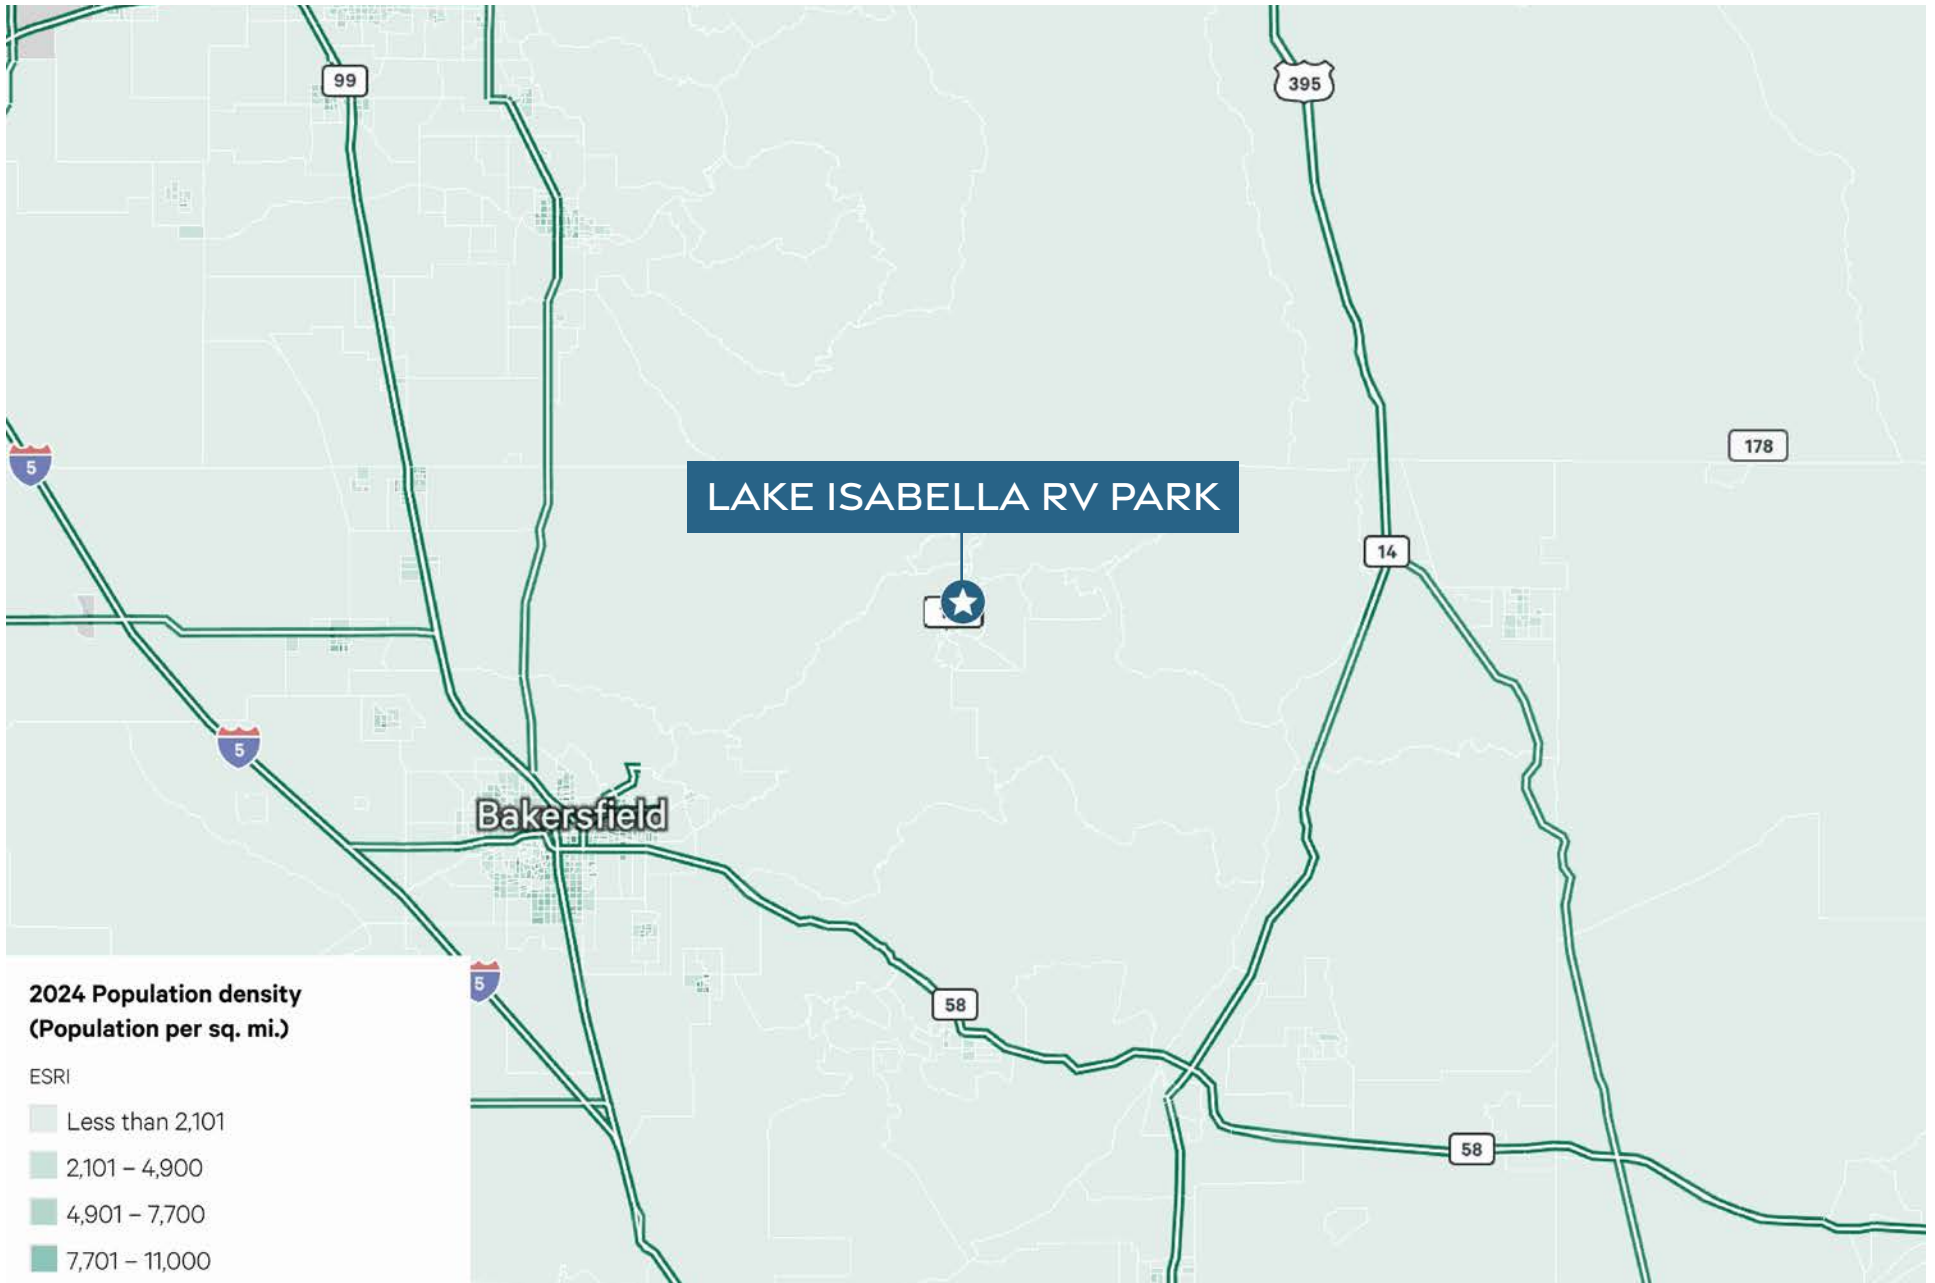 99
395
178
5
LAKE ISABELLA RV PARK
14
5
Bakersfield
5
58
58
2024 Population density
(Population per sq. mi.)
ESRI
Less than 2,101
2,101 – 4,900
4,901 – 7,700
7,701 – 11,000